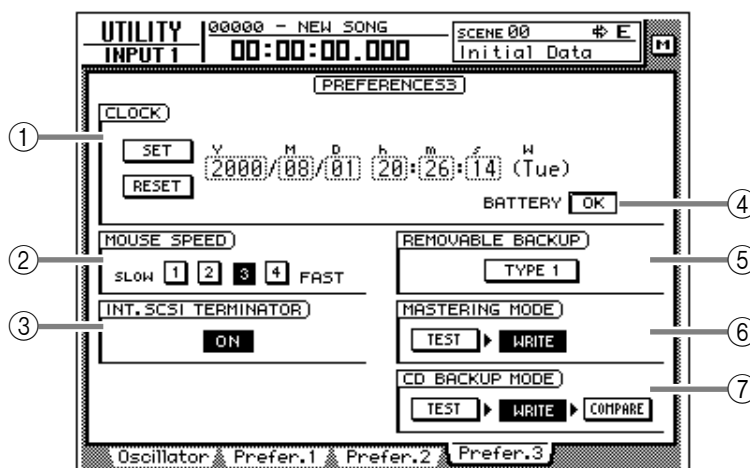 UTILITY 00000 - NEW SONG SCENE 00 E
INPUT 1 00:00:00.000 Initial Data M
PREFERENCES3
1
CLOCK
SET Y M D h m s W
2000/08/01 20:26:14 (Tue)
RESET
BATTERY OK
4
2
MOUSE SPEED
SLOW 1 2 3 4 FAST
REMOVABLE BACKUP
TYPE 1
5
3
INT.SCSI TERMINATOR
ON
MASTERING MODE
TEST WRITE
6
CD BACKUP MODE
TEST WRITE COMPARE
7
Oscillator Prefer.1 Prefer.2 Prefer.3